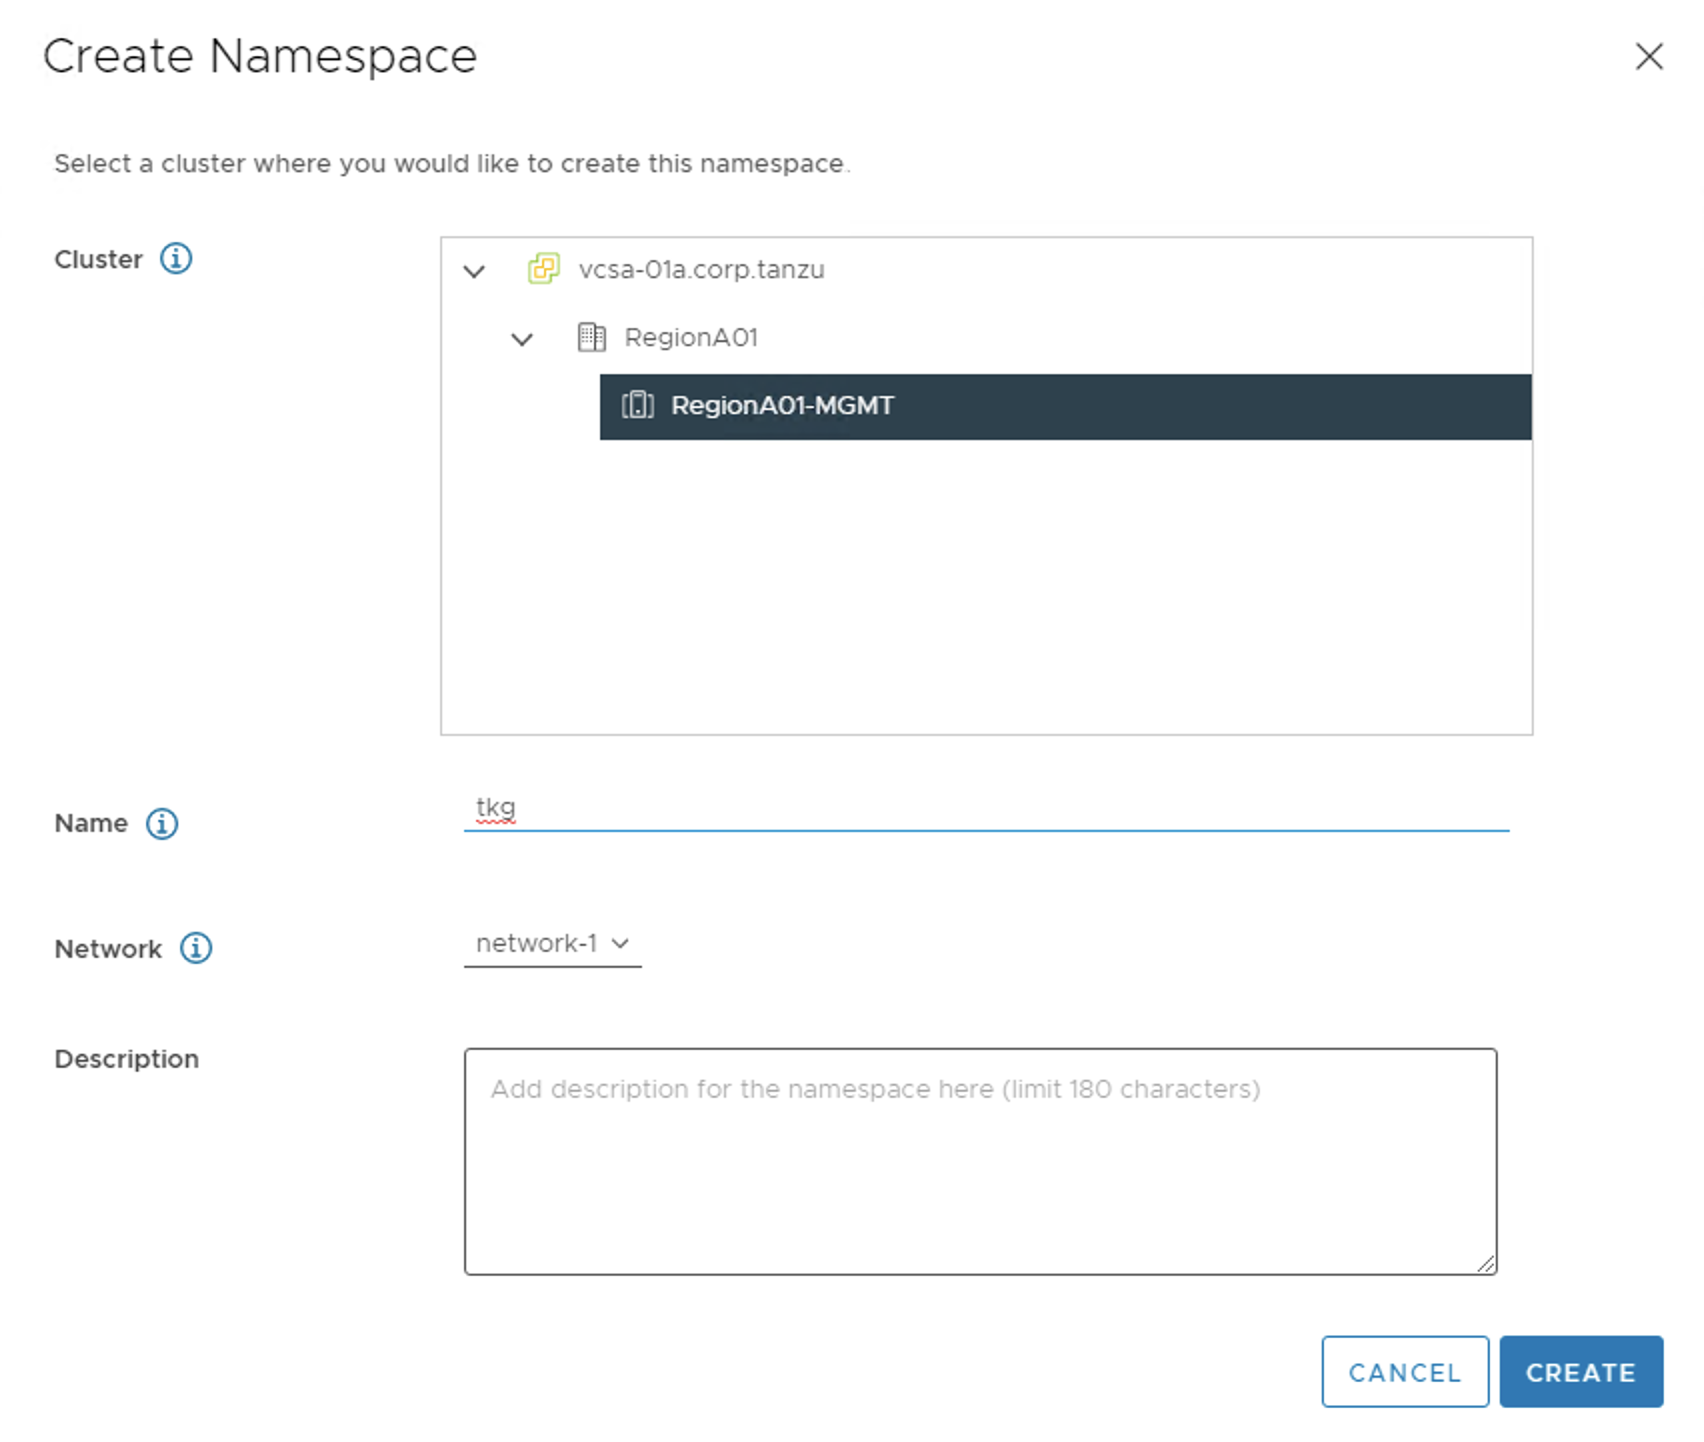 Create Namespace
Select a cluster where you would like to create this namespace.
Cluster
vcsa-01a.corp.tanzu
RegionA01
RegionA01-MGMT
Name
tkg
Network
network-1
Description
Add description for the namespace here (limit 180 characters)
CANCEL
CREATE